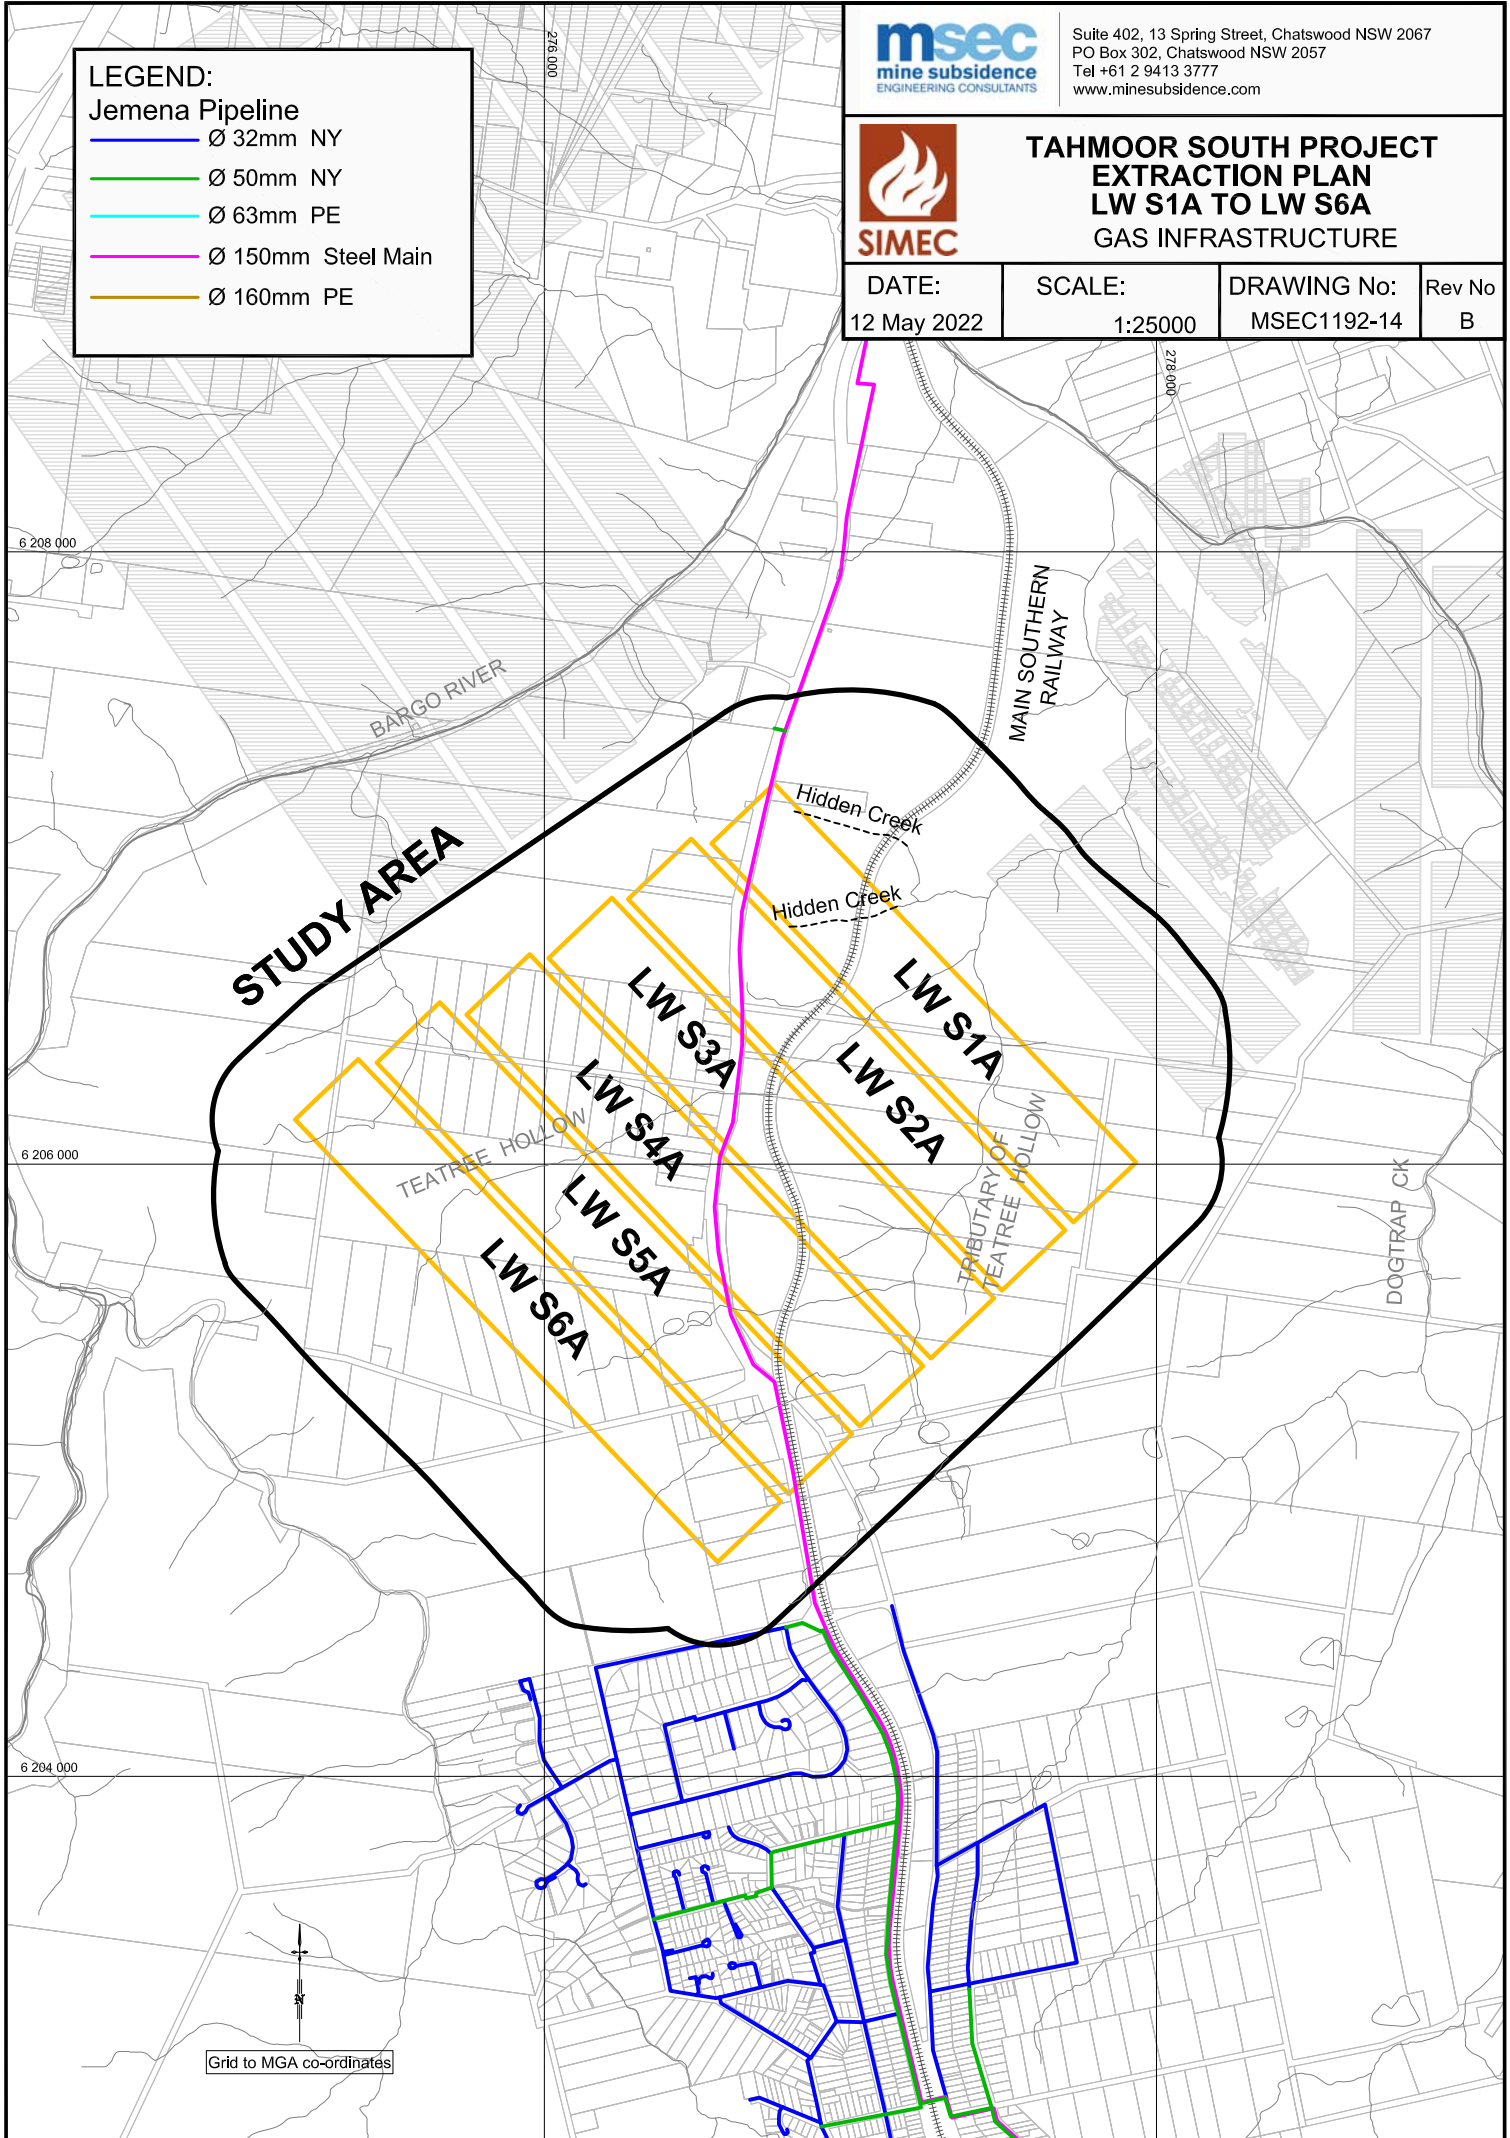 LEGEND:
Jemena Pipeline
Ø 32mm NY
Ø 50mm NY
Ø 63mm PE
Ø 150mm Steel Main
Ø 160mm PE
msec
mine subsidence
ENGINEERING CONSULTANTS
Suite 402, 13 Spring Street, Chatswood NSW 2067
PO Box 302, Chatswood NSW 2057
Tel +61 2 9413 3777
www.minesubsidence.com
SIMEC
TAHMOOR SOUTH PROJECT
EXTRACTION PLAN
LW S1A TO LW S6A
GAS INFRASTRUCTURE
DATE:
12 May 2022
SCALE:
1:25000
DRAWING No:
MSEC1192-14
Rev No
B
276 000
278 000
6 208 000
MAIN SOUTHERN
RAILWAY
BARGO RIVER
Hidden Creek
STUDY AREA
Hidden Creek
LW S1A
LW S2A
LW S3A
LW S4A
LW S5A
LW S6A
TEATREE HOLLOW
TRIBUTARY OF
TEATREE HOLLOW
6 206 000
DOGTRAP CK
6 204 000
N
Grid to MGA co-ordinates